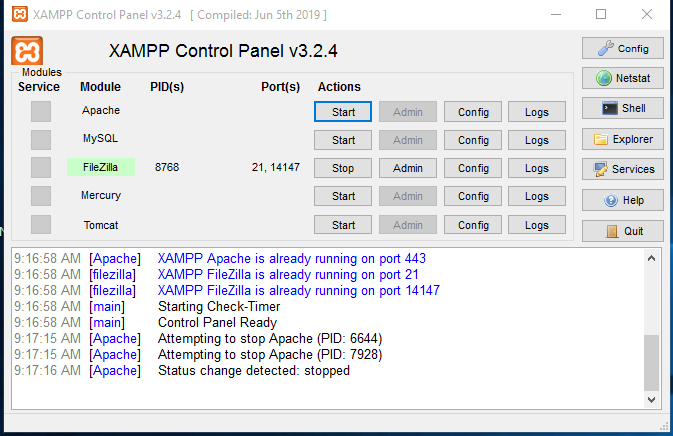 XAMPP Control Panel v3.2.4 [ Compiled: Jun 5th 2019 ]
XAMPP Control Panel v3.2.4
Config
Modules
Service Module PID(s) Port(s) Actions
Netstat
Apache Start Admin Config Logs
Shell
MySQL Start Admin Config Logs
Explorer
FileZilla 8768 21, 14147 Stop Admin Config Logs
Services
Mercury Start Admin Config Logs
Help
Tomcat Start Admin Config Logs
Quit
9:16:58 AM [Apache] XAMPP Apache is already running on port 443
9:16:58 AM [filezilla] XAMPP FileZilla is already running on port 21
9:16:58 AM [filezilla] XAMPP FileZilla is already running on port 14147
9:16:58 AM [main] Starting Check-Timer
9:16:58 AM [main] Control Panel Ready
9:17:15 AM [Apache] Attempting to stop Apache (PID: 6644)
9:17:15 AM [Apache] Attempting to stop Apache (PID: 7928)
9:17:16 AM [Apache] Status change detected: stopped